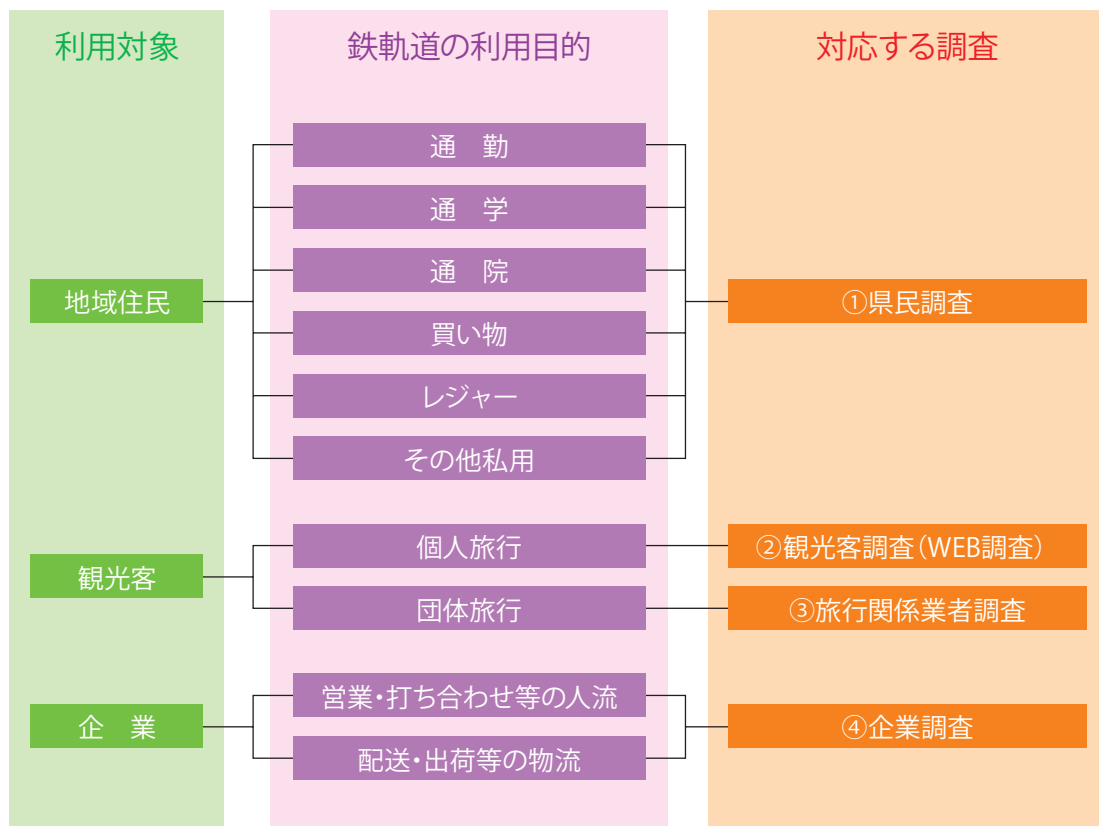 利用対象
鉄軌道の利用目的
対応する調査
地域住民
通　勤
通　学
通　院
買い物
レジャー
その他私用
①県民調査
観光客
個人旅行
②観光客調査（WEB調査）
団体旅行
③旅行関係業者調査
企　業
営業・打ち合わせ等の人流
配送・出荷等の物流
④企業調査